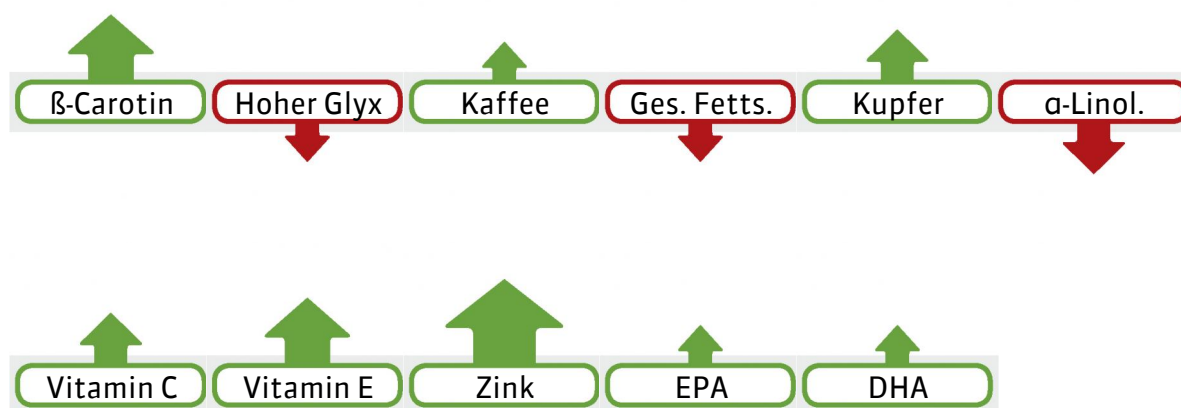 ß-Carotin Hoher Glyx Kaffee Ges. Fetts. Kupfer α-Linol.
Vitamin C Vitamin E Zink EPA DHA